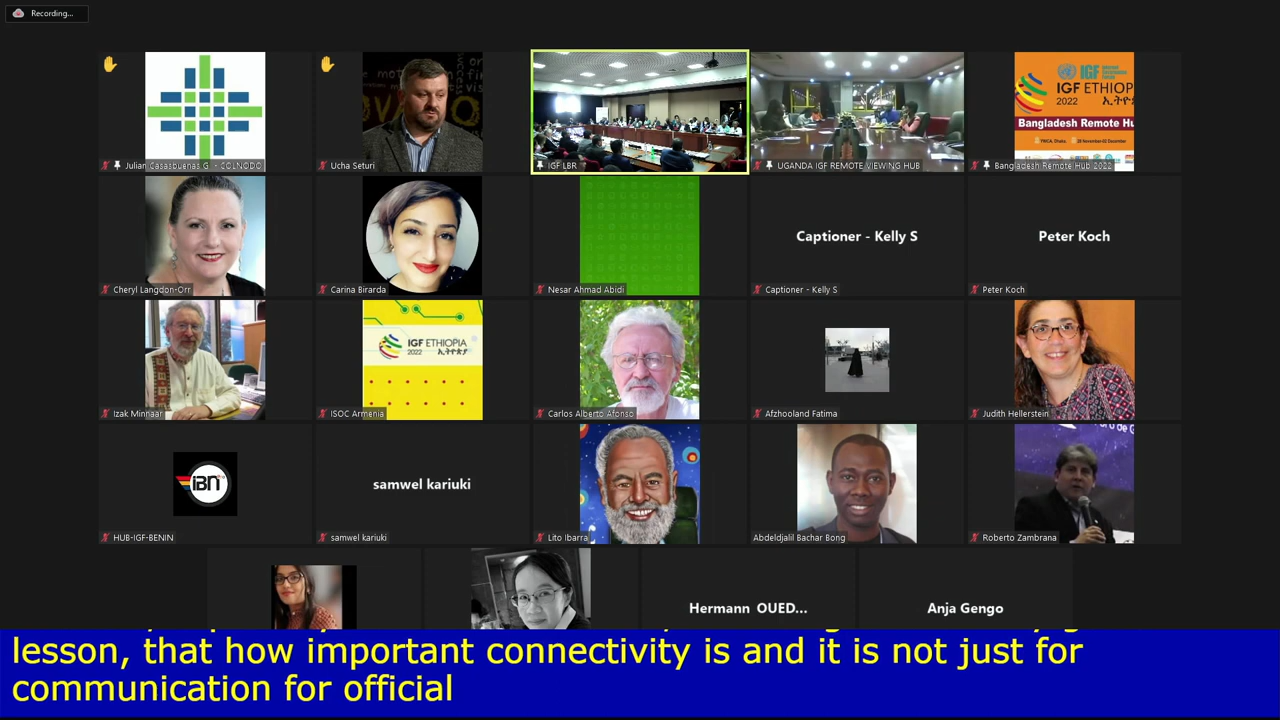 Recording...
Julian Casasbuenas G. - COLNODO
Ucha Seturi
IGF LBR
UGANDA IGF REMOTE VIEWING HUB
IGF
IGF ETHIOP
2022
Bangladesh Remote Hu
Bangladesh Remote Hub 2022
Cheryl Langdon-Orr
Carina Birarda
Nesar Ahmad Abidi
Captioner - Kelly S
Captioner - Kelly S
Peter Koch
Peter Koch
Izak Minnaar
IGF ETHIOPIA
2022 ኢትዮጵያ
ISOC Armenia
Carlos Alberto Afonso
Afzhooland Fatima
Judith Hellerstein
iBN
HUB-IGF-BENIN
samwel kariuki
samwel kariuki
Lito Ibarra
Abdeldjalil Bachar Bong
Roberto Zambrana
Hermann OUED...
Anja Gengo
lesson, that how important connectivity is and it is not just for
communication for official